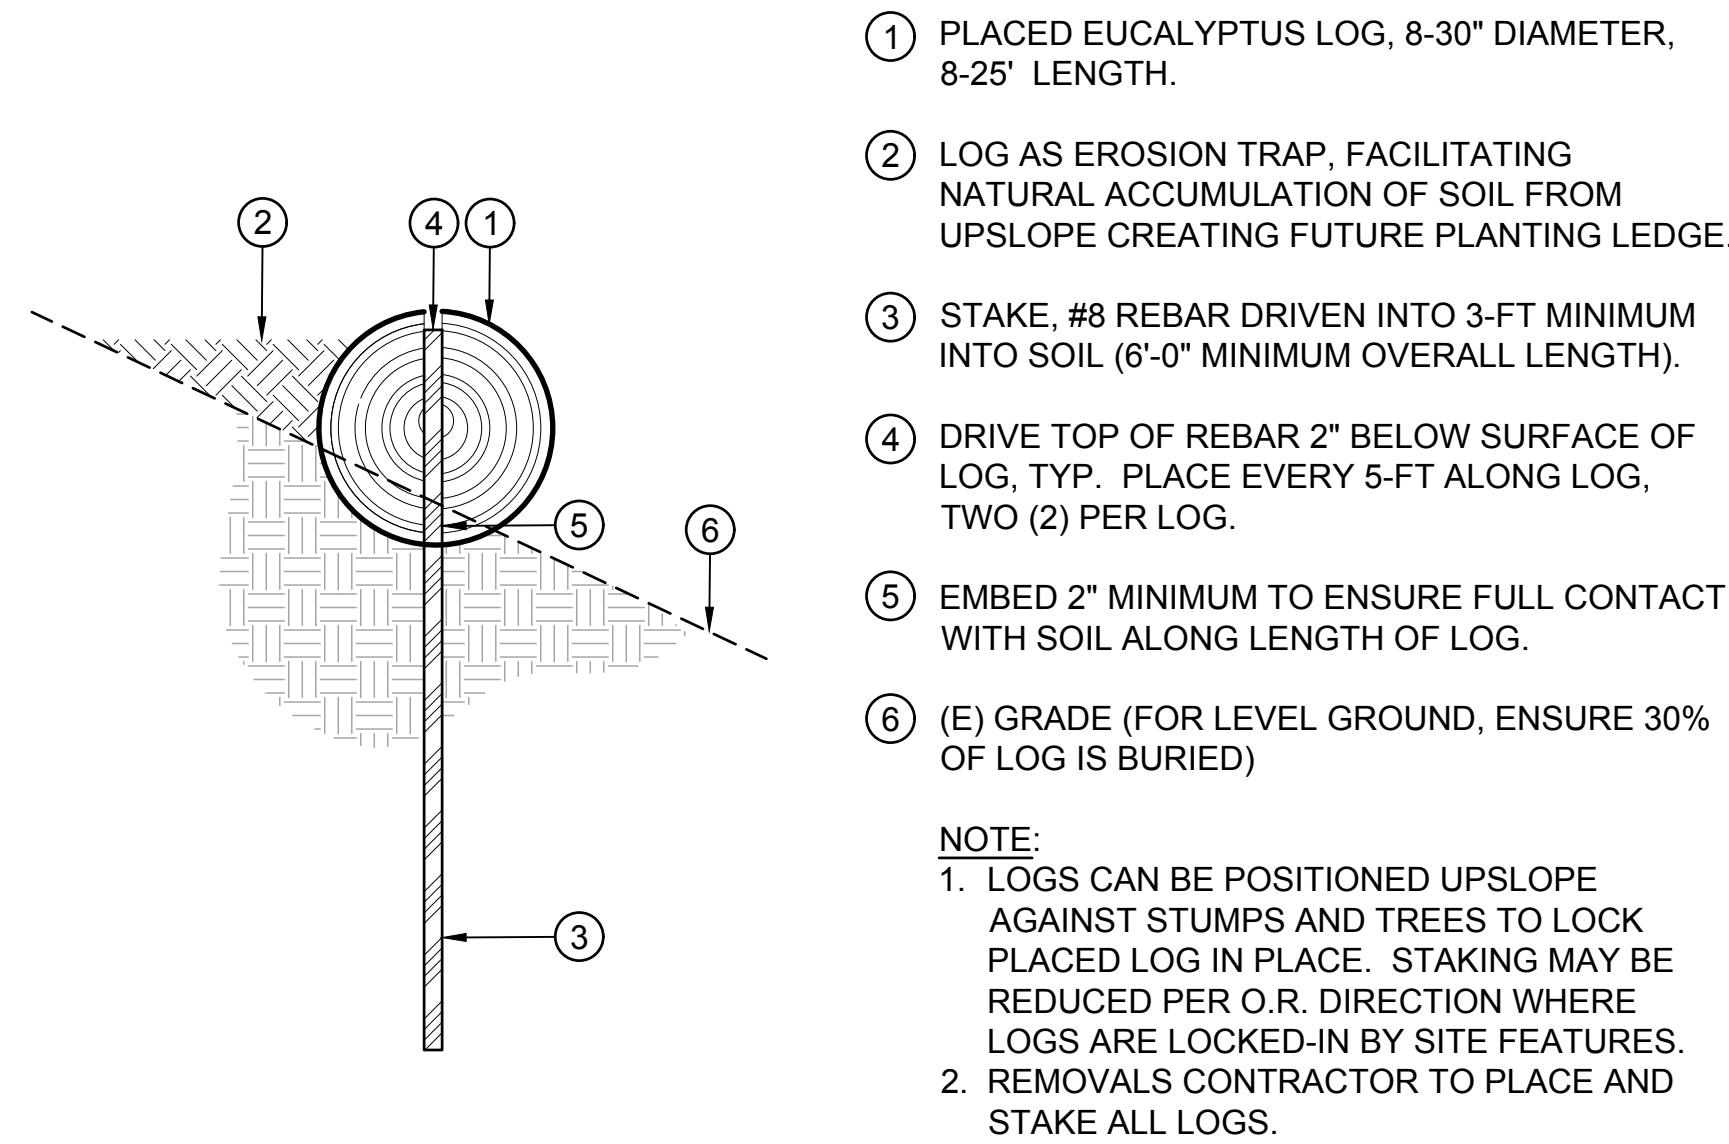 2
4
1
5
6
3
1 PLACED EUCALYPTUS LOG, 8-30" DIAMETER,
8-25' LENGTH.
2 LOG AS EROSION TRAP, FACILITATING
NATURAL ACCUMULATION OF SOIL FROM
UPSLOPE CREATING FUTURE PLANTING LEDGE.
3 STAKE, #8 REBAR DRIVEN INTO 3-FT MINIMUM
INTO SOIL (6'-0" MINIMUM OVERALL LENGTH).
4 DRIVE TOP OF REBAR 2" BELOW SURFACE OF
LOG, TYP. PLACE EVERY 5-FT ALONG LOG,
TWO (2) PER LOG.
5 EMBED 2" MINIMUM TO ENSURE FULL CONTACT
WITH SOIL ALONG LENGTH OF LOG.
6 (E) GRADE (FOR LEVEL GROUND, ENSURE 30%
OF LOG IS BURIED)
NOTE:
1. LOGS CAN BE POSITIONED UPSLOPE
AGAINST STUMPS AND TREES TO LOCK
PLACED LOG IN PLACE. STAKING MAY BE
REDUCED PER O.R. DIRECTION WHERE
LOGS ARE LOCKED-IN BY SITE FEATURES.
2. REMOVALS CONTRACTOR TO PLACE AND
STAKE ALL LOGS.